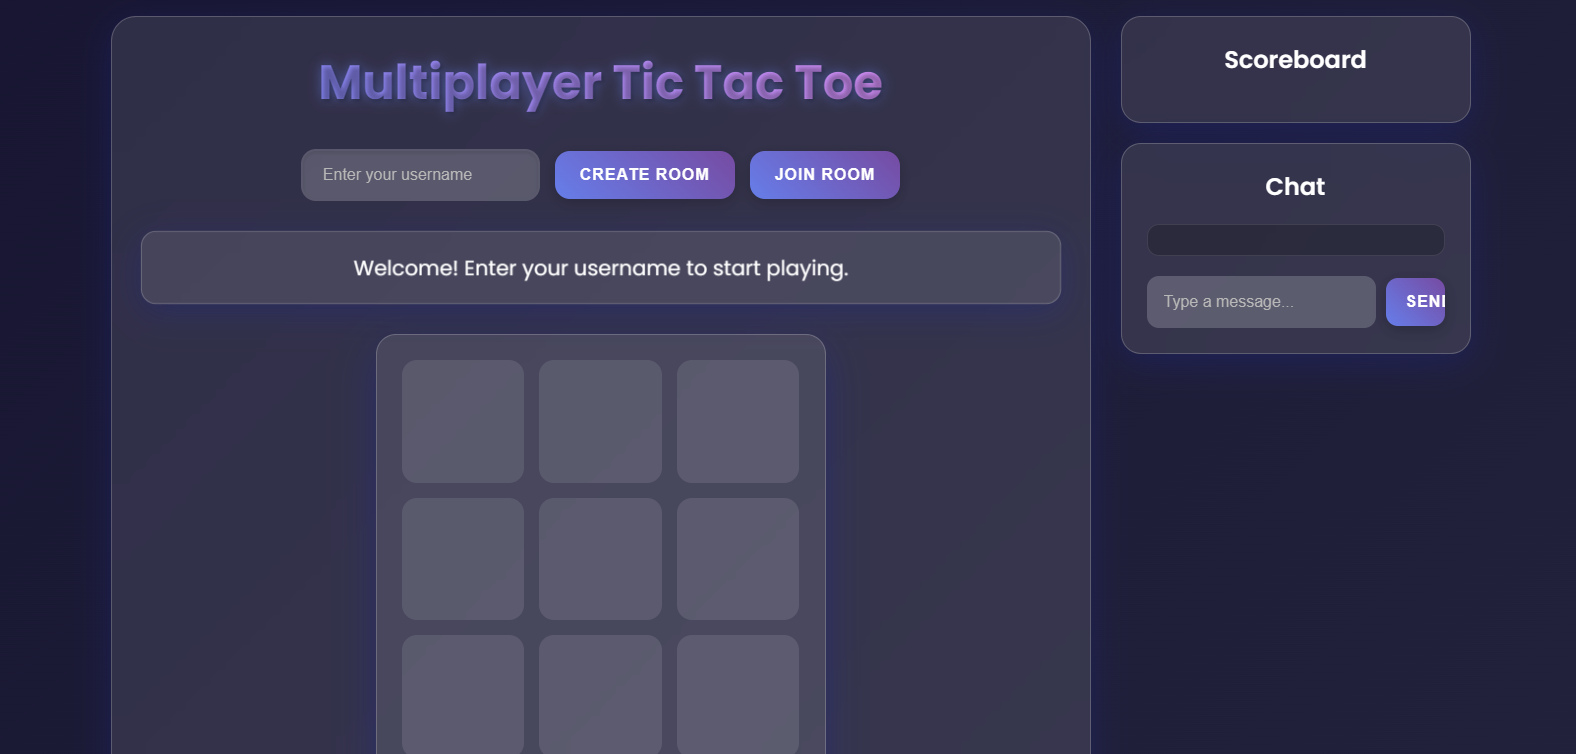 Multiplayer Tic Tac Toe
Enter your username
CREATE ROOM
JOIN ROOM
Welcome! Enter your username to start playing.
Scoreboard
Chat
Type a message...
SEN